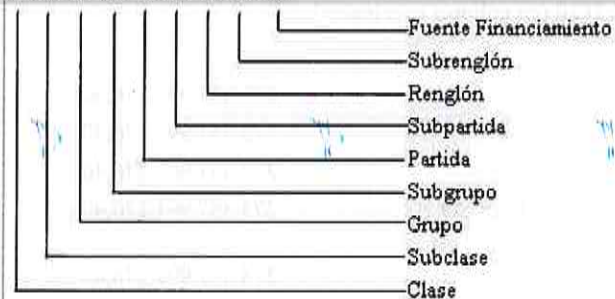 Fuente Financiamiento
Subrenglón
Renglón
Subpartida
Partida
Subgrupo
Grupo
Subclase
Clase